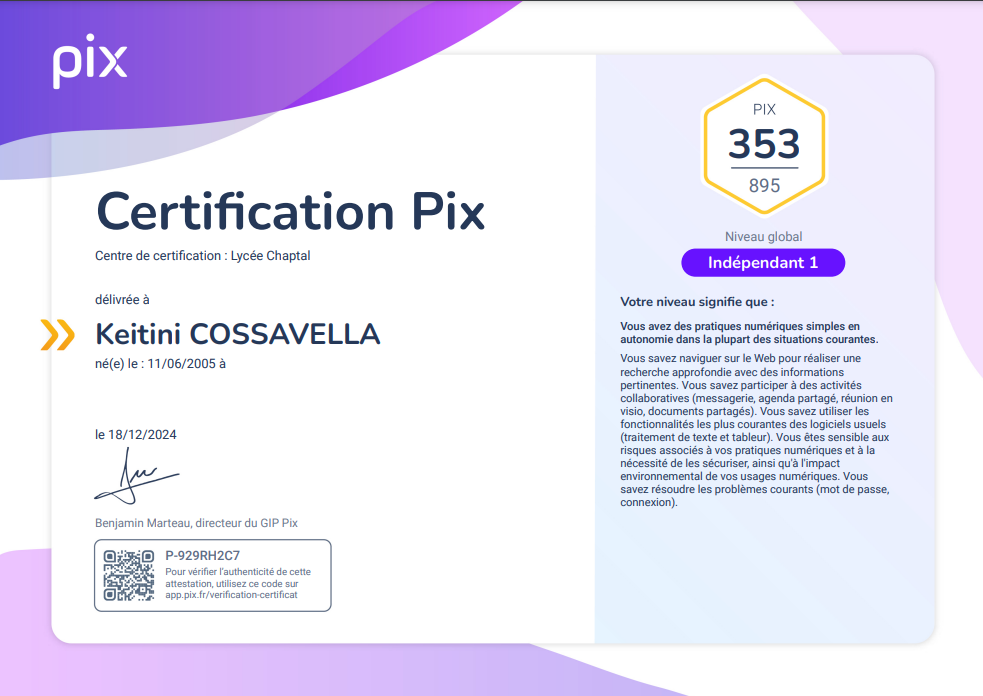 pix
Certification Pix
Centre de certification : Lycée Chaptal
délivrée à
Keitini COSSAVELLA
né(e) le : 11/06/2005 à
le 18/12/2024
Benjamin Marteau, directeur du GIP Pix
P-929RH2C7
Pour vérifier l'authenticité de cette
attestation, utilisez ce code sur
app.pix.fr/verification-certificat
PIX
353
895
Niveau global
Indépendant 1
Votre niveau signifie que :
Vous avez des pratiques numériques simples en
autonomie dans la plupart des situations courantes.
Vous savez naviguer sur le Web pour réaliser une
recherche approfondie avec des informations
pertinentes. Vous savez participer à des activités
collaboratives (messagerie, agenda partagé, réunion en
visio, documents partagés). Vous savez utiliser les
fonctionnalités les plus courantes des logiciels usuels
(traitement de texte et tableur). Vous êtes sensible aux
risques associés à vos pratiques numériques et à la
nécessité de les sécuriser, ainsi qu'à l'impact
environnemental de vos usages numériques. Vous
savez résoudre les problèmes courants (mot de passe,
connexion).